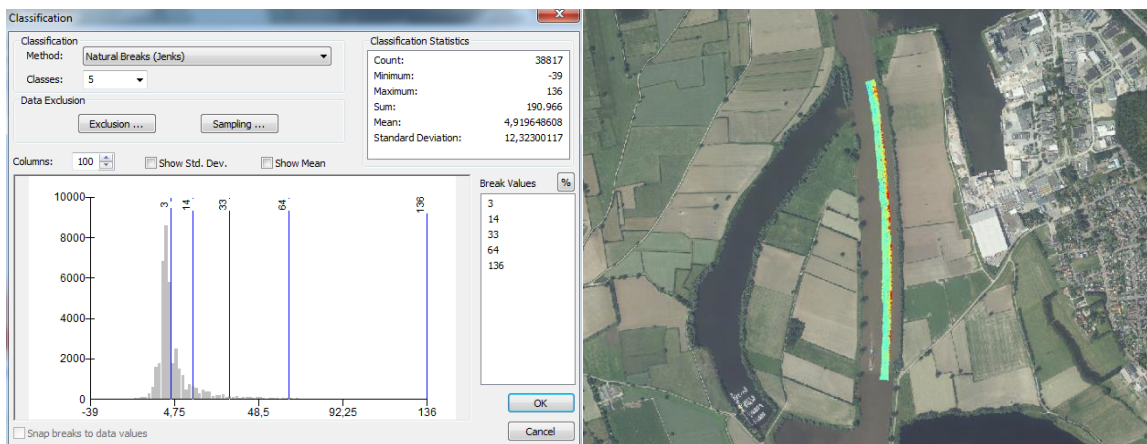 Classification
Classification
Method: Natural Breaks (Jenks)
Classes: 5
Data Exclusion
Exclusion ... Sampling ...
Classification Statistics
Count: 38817
Minimum: -39
Maximum: 136
Sum: 190.966
Mean: 4,919648608
Standard Deviation: 12,32300117
Columns: 100 Show Std. Dev. Show Mean
Break Values %
3
14
33
64
136
10000
8000
6000
4000
2000
0
3 14 33 64 136
-39 4,75 48,5 92,25 136
Snap breaks to data values
OK
Cancel